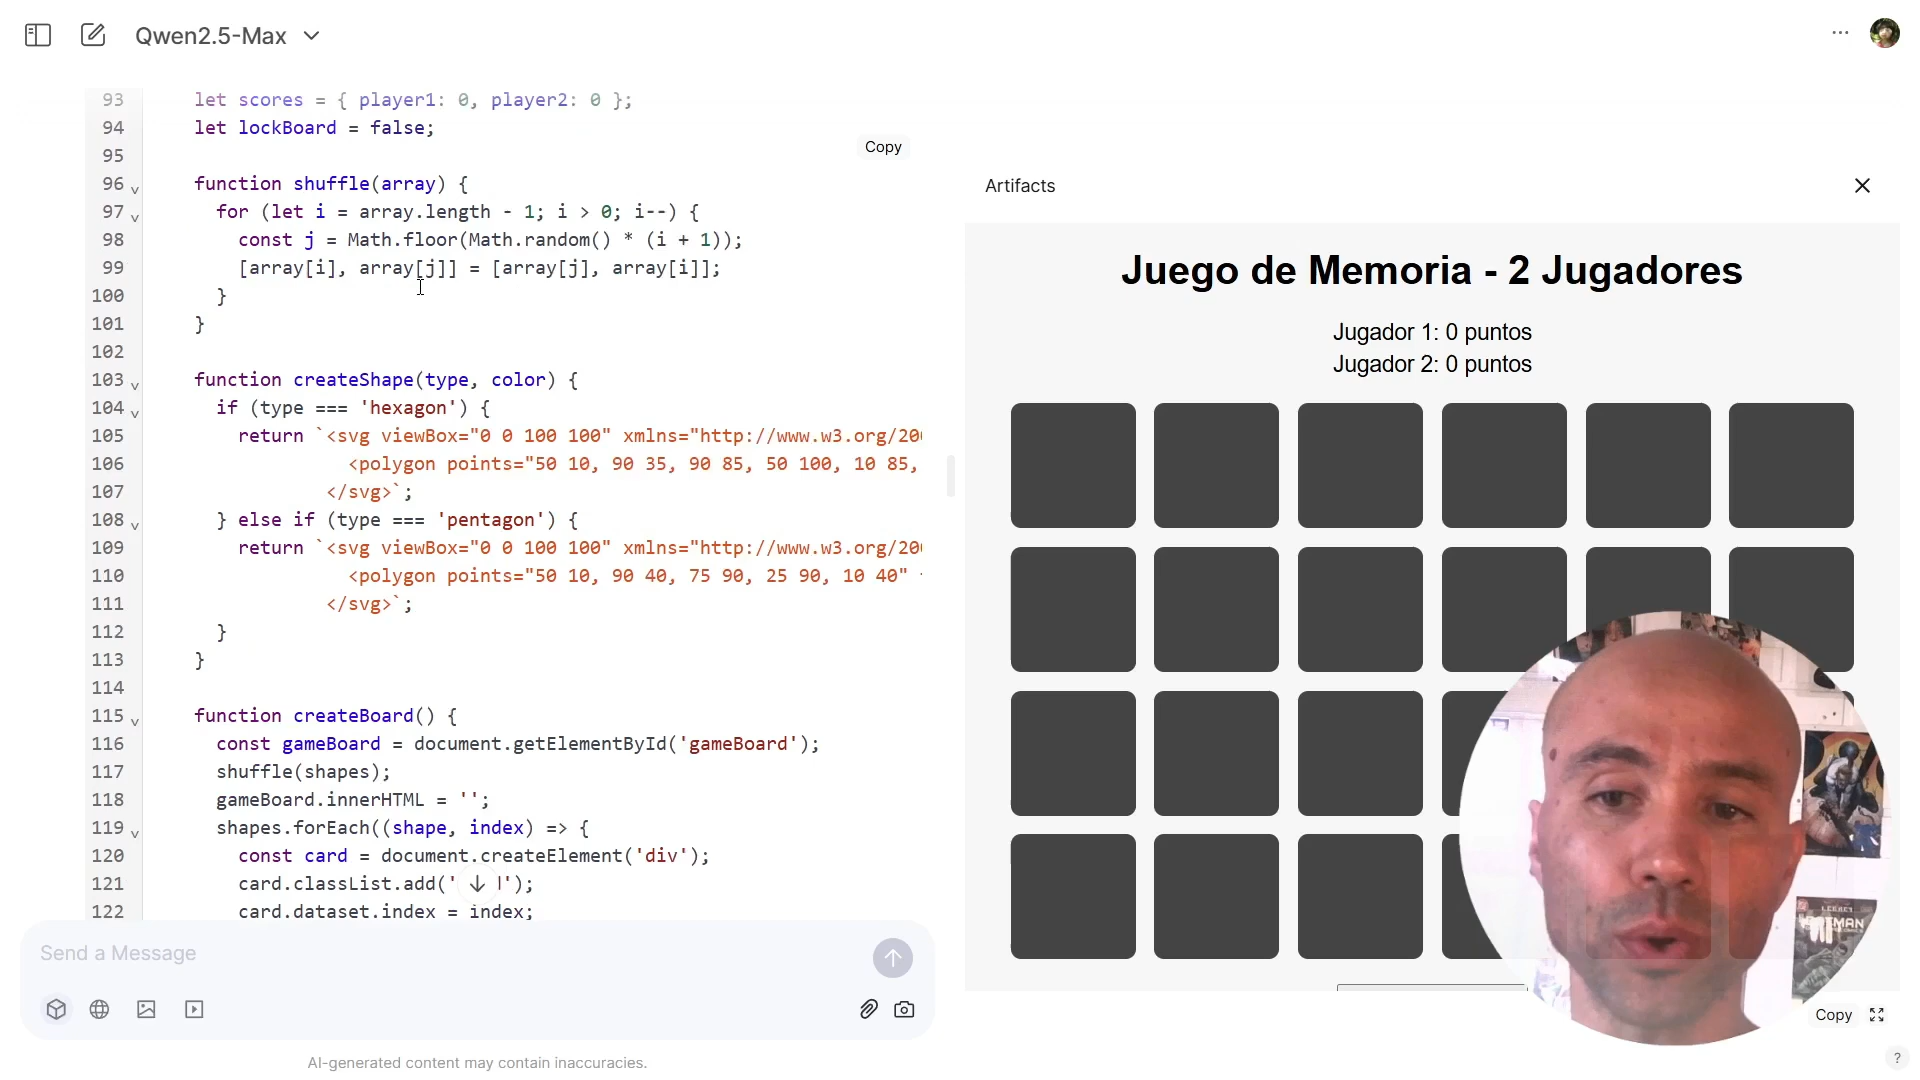 Qwen2.5-Max
93 let scores = { player1: 0, player2: 0 };
94 let lockBoard = false;
95
Copy
96 function shuffle(array) {
97 for (let i = array.length - 1; i > 0; i--) {
98 const j = Math.floor(Math.random() * (i + 1));
99 [array[i], array[j]] = [array[j], array[i]];
100 }
101 }
102
103 function createShape(type, color) {
104 if (type === 'hexagon') {
105 return `<svg viewBox="0 0 100 100" xmlns="http://www.w3.org/200
106 <polygon points="50 10, 90 35, 90 85, 50 100, 10 85,
107 </svg>`;
108 } else if (type === 'pentagon') {
109 return `<svg viewBox="0 0 100 100" xmlns="http://www.w3.org/200
110 <polygon points="50 10, 90 40, 75 90, 25 90, 10 40"
111 </svg>`;
112 }
113 }
114
115 function createBoard() {
116 const gameBoard = document.getElementById('gameBoard');
117 shuffle(shapes);
118 gameBoard.innerHTML = '';
119 shapes.forEach((shape, index) => {
120 const card = document.createElement('div');
121 card.classList.add(' ');
122 card.dataset.index = index;
Send a Message
AI-generated content may contain inaccuracies.
Artifacts
Juego de Memoria - 2 Jugadores
Jugador 1: 0 puntos
Jugador 2: 0 puntos
LEGACY
BATMAN
Copy
?